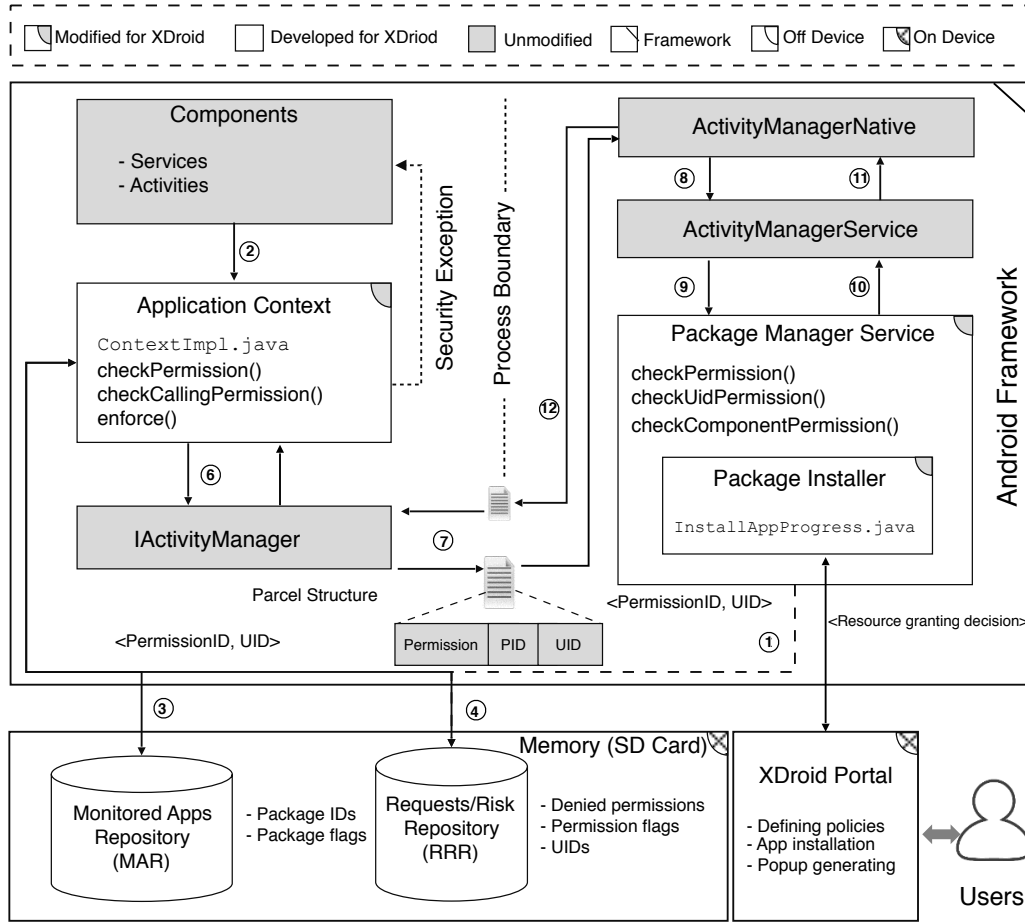 Modified for XDroid
Developed for XDriod
Unmodified
Framework
Off Device
On Device
Components
- Services
- Activities
2
Application Context
ContextImpl.java
checkPermission()
checkCallingPermission()
enforce()
Security Exception
Process Boundary
6
IActivityManager
7
Parcel Structure
<PermissionID, UID>
Permission
PID
UID
12
ActivityManagerNative
8
11
ActivityManagerService
9
10
Package Manager Service
checkPermission()
checkUidPermission()
checkComponentPermission()
Package Installer
InstallAppProgress.java
Android Framework
<PermissionID, UID>
1
<Resource granting decision>
3
4
Memory (SD Card)
Monitored Apps
Repository
(MAR)
- Package IDs
- Package flags
Requests/Risk
Repository
(RRR)
- Denied permissions
- Permission flags
- UIDs
XDroid Portal
- Defining policies
- App installation
- Popup generating
Users